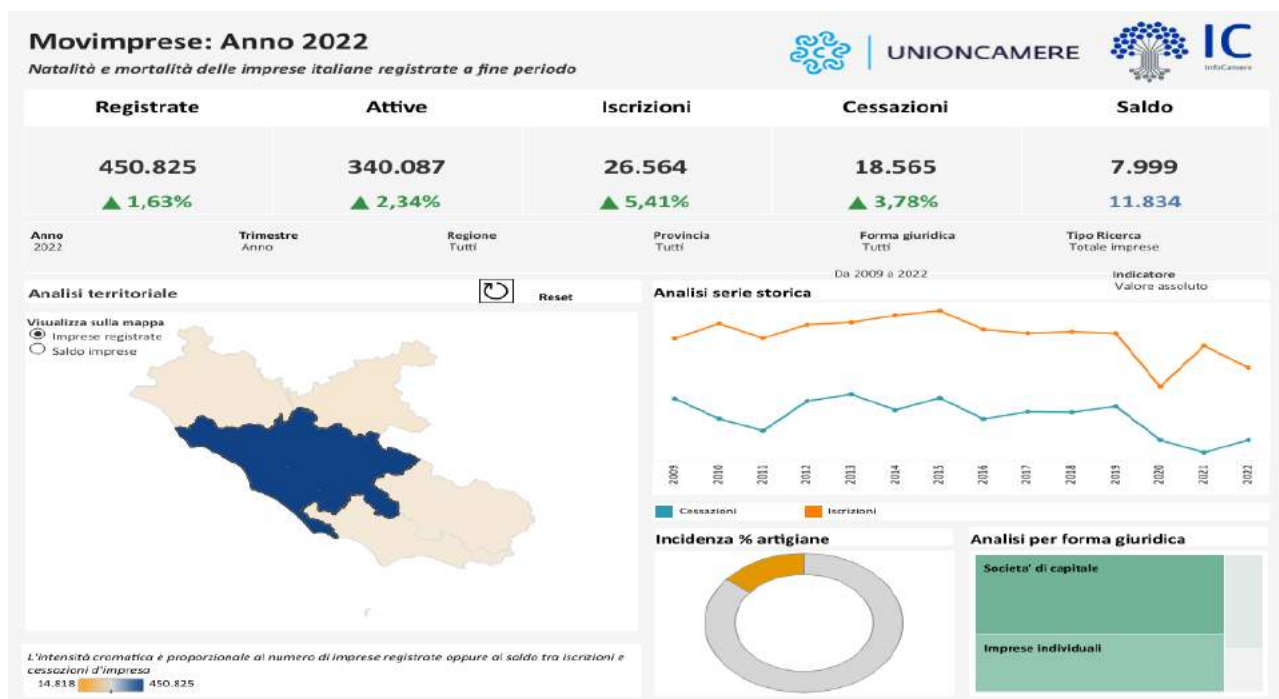 Movimprese: Anno 2022
Natalità e mortalità delle imprese italiane registrate a fine periodo
UNIONCAMERE
IC
InfoCamere
Registrate Attive Iscrizioni Cessazioni Saldo
450.825 340.087 26.564 18.565 7.999
▲ 1,63% ▲ 2,34% ▲ 5,41% ▲ 3,78% 11.834
Anno Trimestre Regione Provincia Forma giuridica Tipo Ricerca
2022 Anno Tutti Tutti Tutti Totale imprese
Da 2009 a 2022 Indicatore
Valore assoluto
Analisi territoriale Reset
Visualizza sulla mappa
Imprese registrate
Saldo imprese
L'intensità cromatica è proporzionale al numero di imprese registrate oppure al saldo tra iscrizioni e
cessazioni d'impresa
14.818 450.825
Analisi serie storica
2009 2010 2011 2012 2013 2014 2015 2016 2017 2018 2019 2020 2021 2022
Cessazioni Iscrizioni
Incidenza % artigiane
Analisi per forma giuridica
Societa' di capitale
Imprese individuali